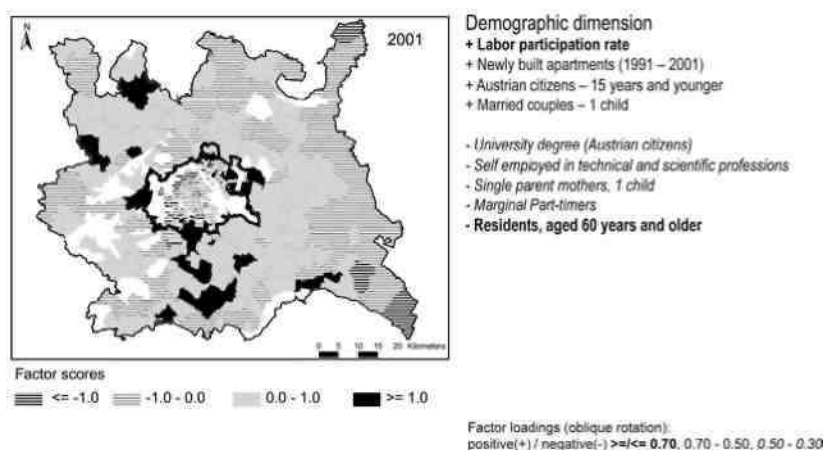 N
2001
0 5 10 15 20 Kilometers
Factor scores
<= -1.0
-1.0 - 0.0
0.0 - 1.0
>= 1.0
Demographic dimension
+ Labor participation rate
+ Newly built apartments (1991 – 2001)
+ Austrian citizens – 15 years and younger
+ Married couples – 1 child
- University degree (Austrian citizens)
- Self employed in technical and scientific professions
- Single parent mothers, 1 child
- Marginal Part-timers
- Residents, aged 60 years and older
Factor loadings (oblique rotation):
positive(+) / negative(-) >=/<= 0.70, 0.70 - 0.50, 0.50 - 0.30